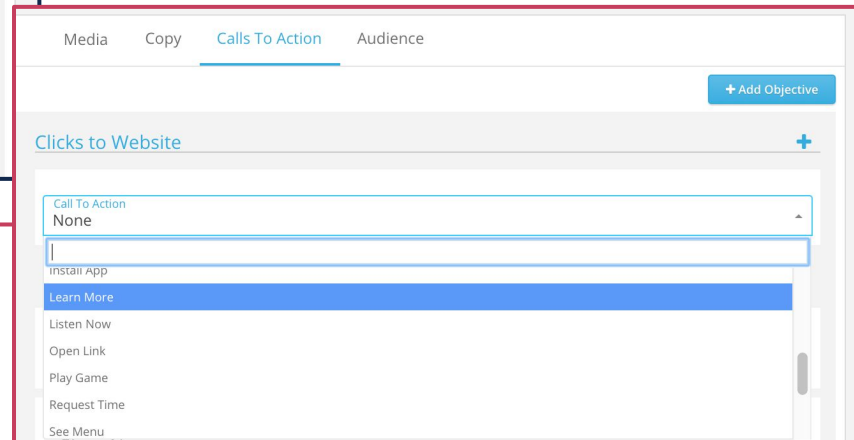 Media Copy Calls To Action Audience
+ Add Objective
Clicks to Website
Call To Action
None
Install App
Learn More
Listen Now
Open Link
Play Game
Request Time
See Menu